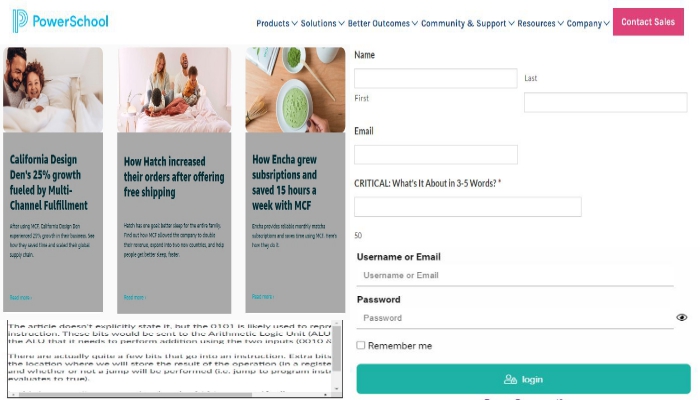 PowerSchool
Products Solutions Better Outcomes Community & Support Resources Company Contact Sales
California Design
Den's 25% growth
fueled by Multi-
Channel Fulfillment
After using MCF, California Design Den
experienced 25% growth in their business. See
how they saved time and scaled their global
supply chain.
Read more ›
How Hatch increased
their orders after offering
free shipping
Hatch has one goal: better sleep for the entire family.
Find out how MCF allowed the company to double
their revenue, expand into two new countries, and help
people get better sleep, faster.
Read more ›
How Encha grew
subsriptions and
saved 15 hours a
week with MCF
Encha provides reliable monthly matcha
subscriptions and saves time using MCF. Here's
how they do it.
Read more ›
The article doesn't explicitly state it, but the 0101 is likely used to repre
instruction. These bits would be sent to the Arithmetic Logic Unit (ALU
the ALU that it needs to perform addition using the two inputs (0010 &
There are actually quite a few bits that go into an instruction. Extra bits
the location where we will store the result of the operation (in a registe
and whether or not a jump will be performed (i.e. jump to program instr
evaluates to true).
Name
First
Last
Email
CRITICAL: What's It About in 3-5 Words? *
50
Username or Email
Username or Email
Password
Password
Remember me
login